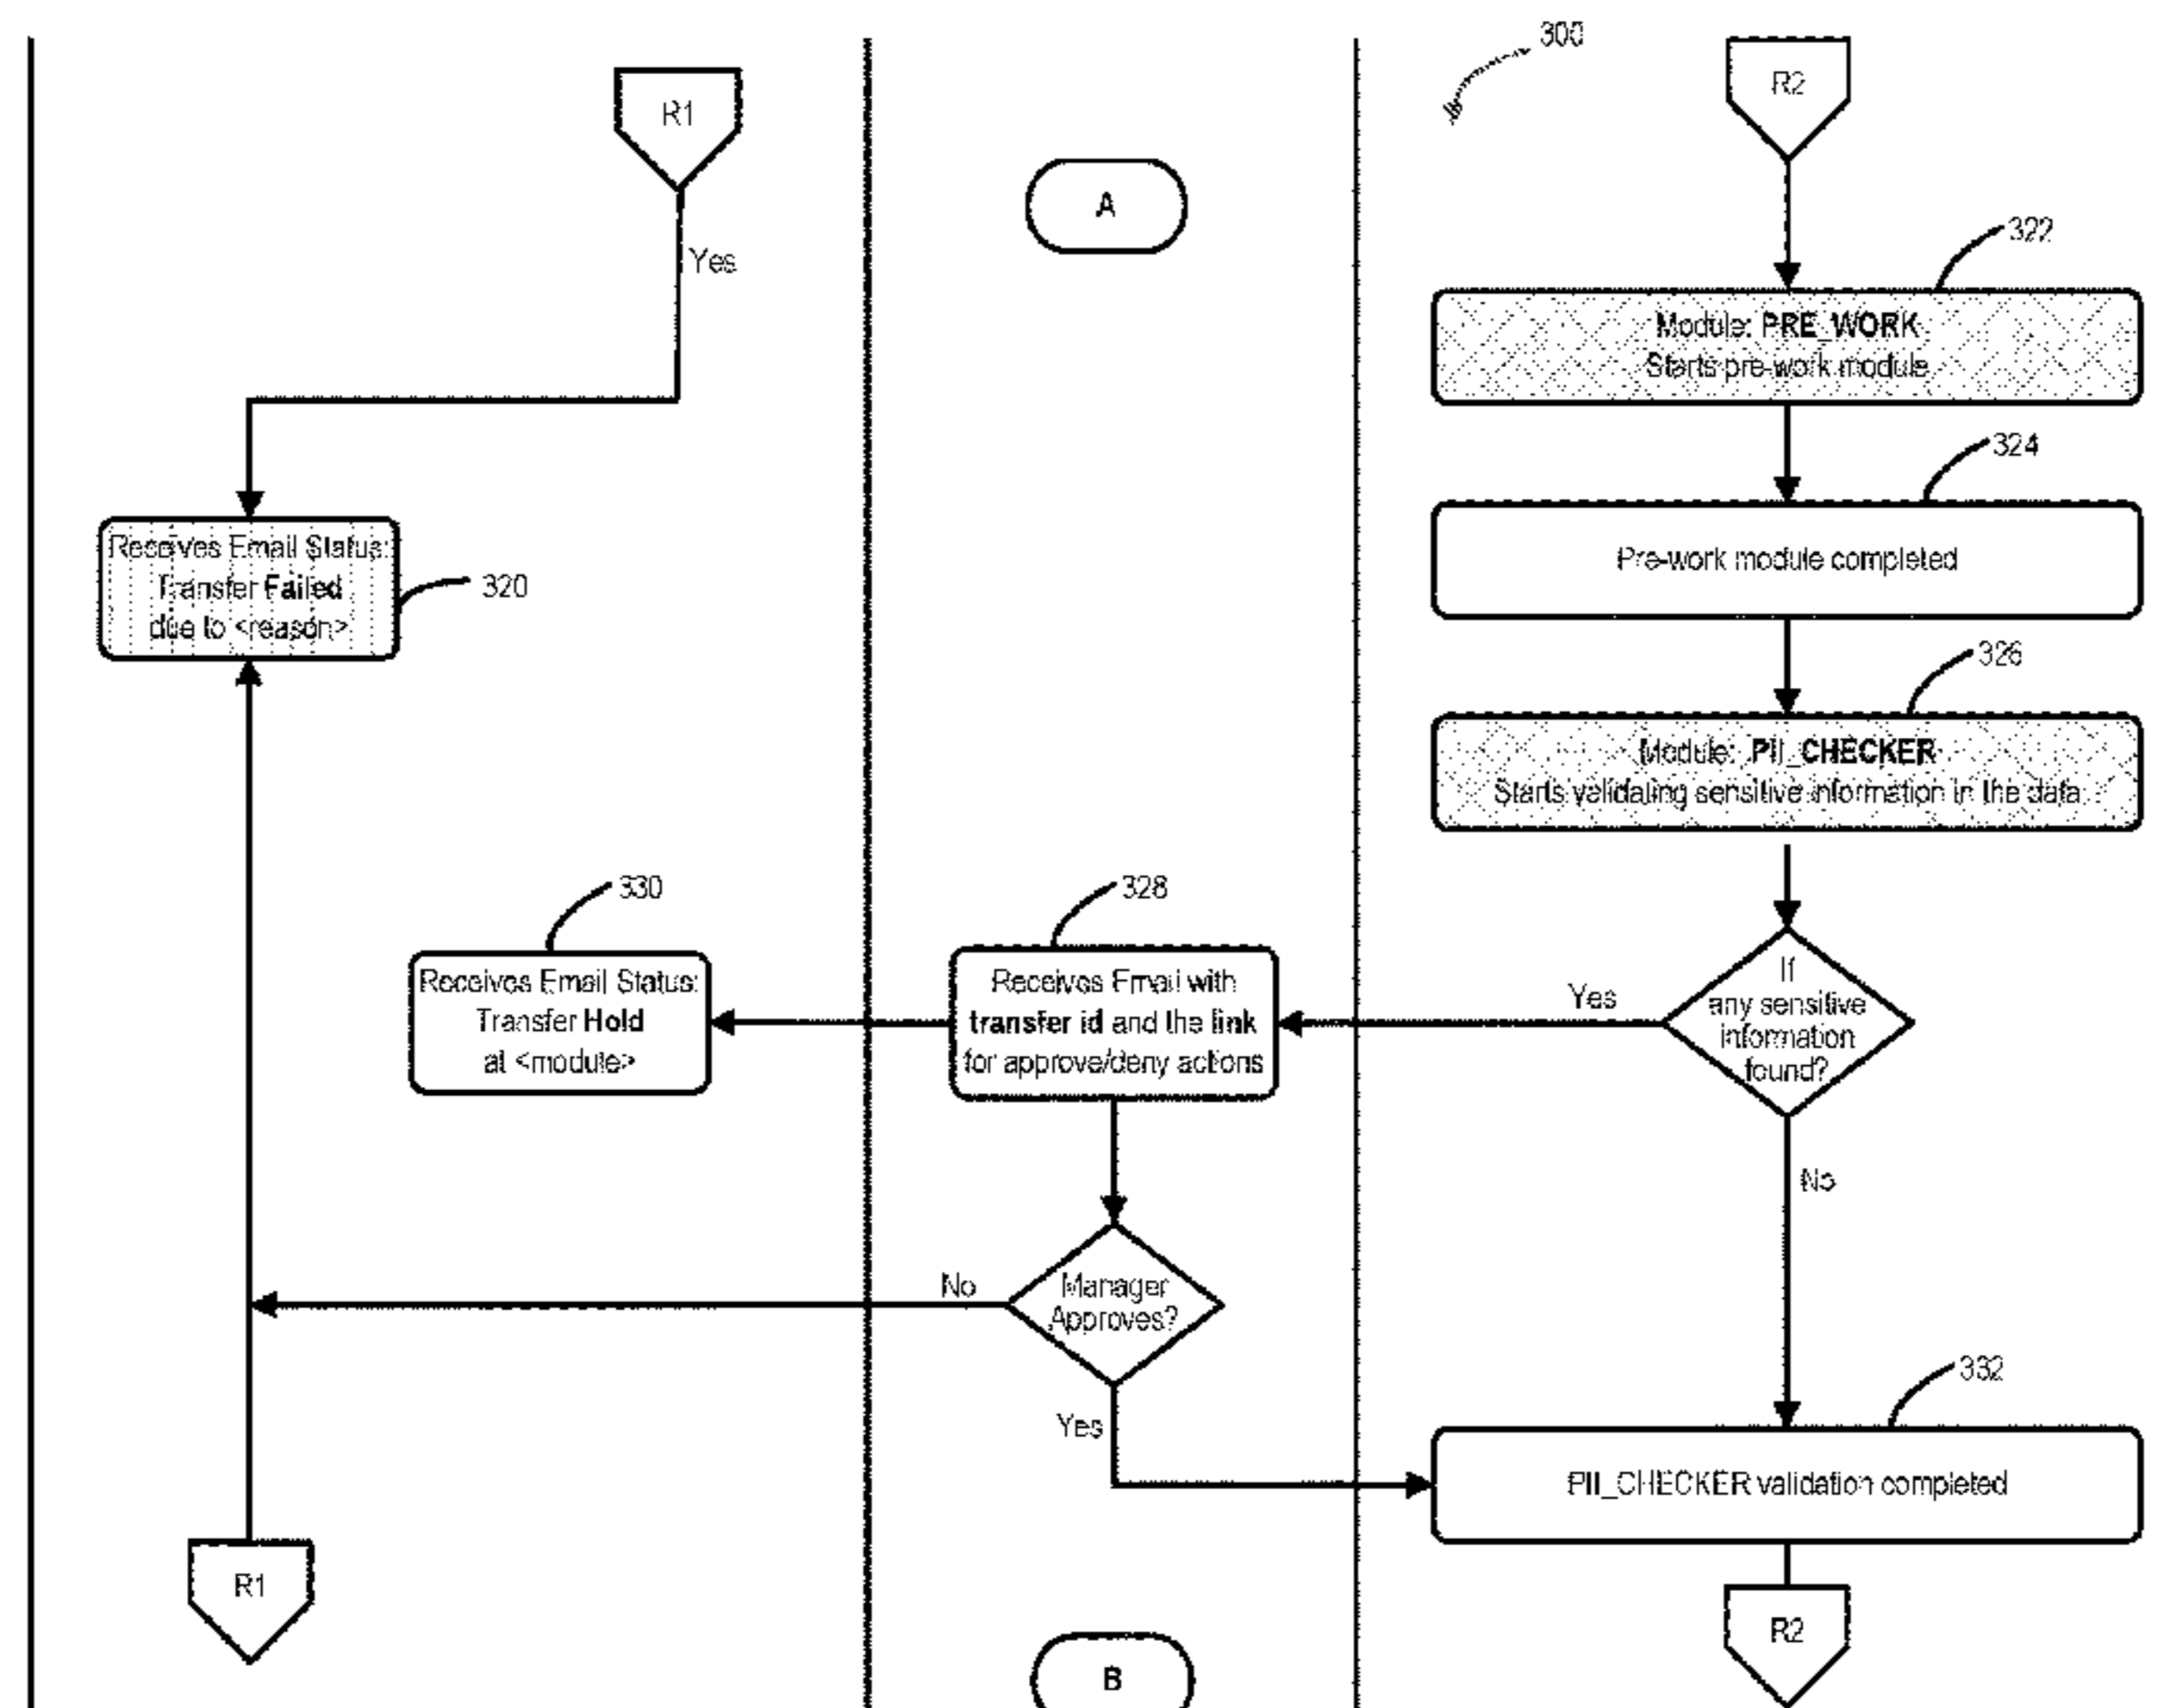 300
R1
R2
A
Yes
322
Module: PRE_WORK
Starts pre-work module
324
Pre-work module completed
Receives Email Status:
Transfer Failed
due to <reason>
320
326
Module: PII_CHECKER
Starts validating sensitive information in the data
330
328
Receives Email Status:
Transfer Hold
at <module>
Receives Email with
transfer id and the link
for approve/deny actions
Yes
If
any sensitive
information
found?
No
No
Manager
Approves?
Yes
332
PII_CHECKER validation completed
R1
R2
B